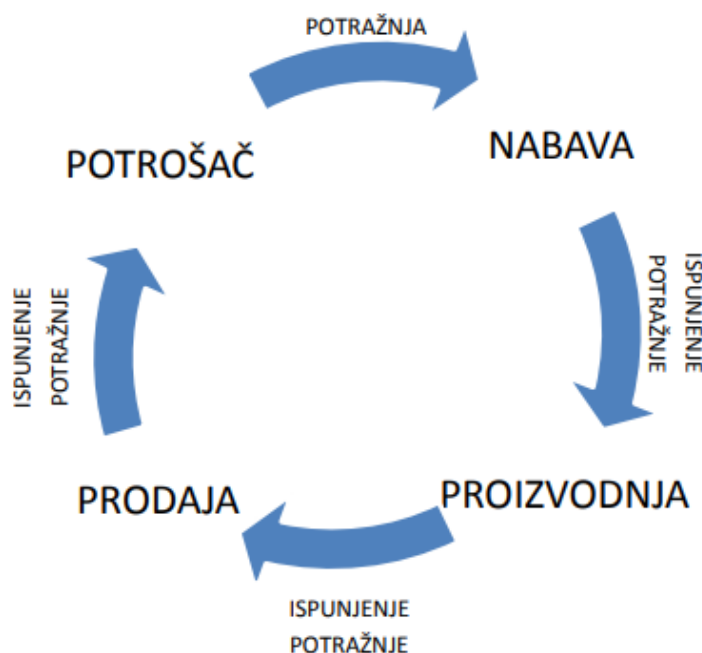 POTRAŽNJA
POTROŠAČ
NABAVA
ISPUNJENJE
POTRAŽNJE
ISPUNJENJE
POTRAŽNJE
PRODAJA
PROIZVODNJA
ISPUNJENJE
POTRAŽNJE